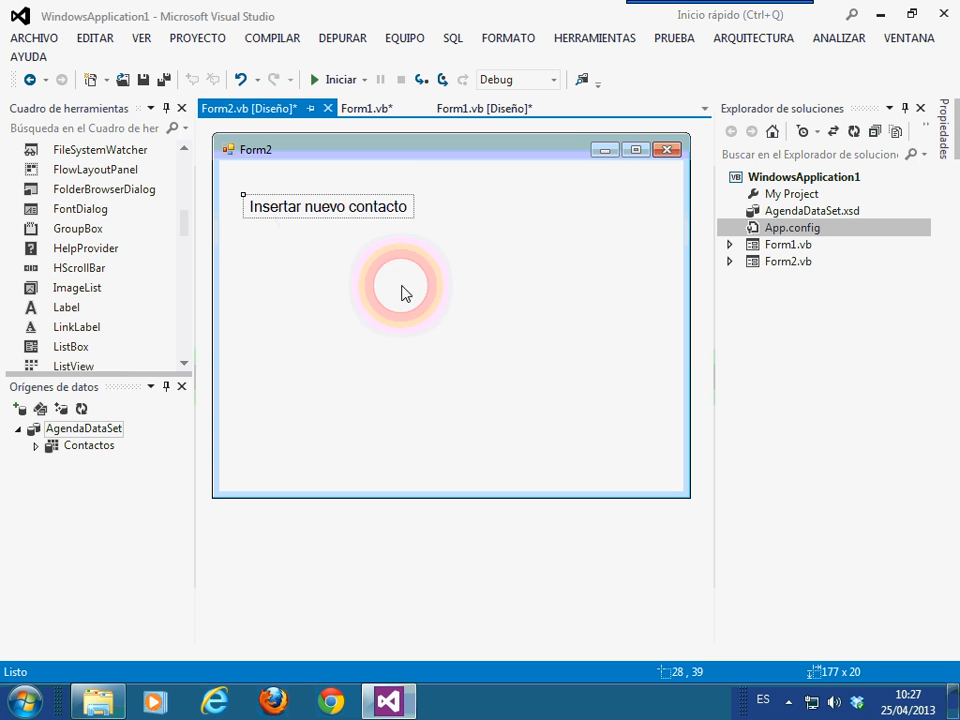 WindowsApplication1 - Microsoft Visual Studio
Inicio rápido (Ctrl+Q)
ARCHIVO EDITAR VER PROYECTO COMPILAR DEPURAR EQUIPO SQL FORMATO HERRAMIENTAS PRUEBA ARQUITECTURA ANALIZAR VENTANA
AYUDA
Iniciar Debug
Cuadro de herramientas
Form2.vb [Diseño]* Form1.vb* Form1.vb [Diseño]*
Explorador de soluciones
Propiedades
Búsqueda en el Cuadro de her
Buscar en el Explorador de solucion
FileSystemWatcher
FlowLayoutPanel
FolderBrowserDialog
FontDialog
GroupBox
HelpProvider
HScrollBar
ImageList
Label
LinkLabel
ListBox
ListView
Form2
Insertar nuevo contacto
VB WindowsApplication1
My Project
AgendaDataSet.xsd
App.config
Form1.vb
Form2.vb
Orígenes de datos
AgendaDataSet
Contactos
Listo
28 , 39
177 x 20
ES
10:27
25/04/2013